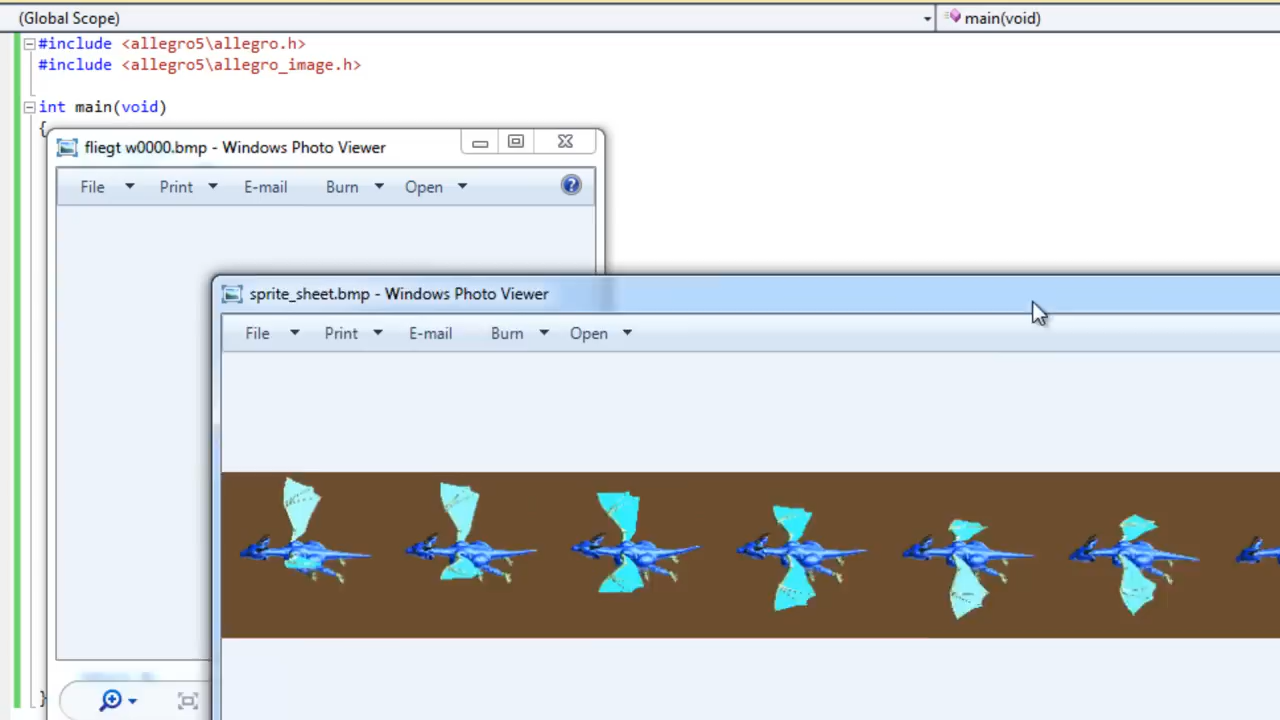 (Global Scope)
main(void)
#include <allegro5\allegro.h>
#include <allegro5\allegro_image.h>
int main(void)
{
fliegt w0000.bmp - Windows Photo Viewer
File Print E-mail Burn Open ?
sprite_sheet.bmp - Windows Photo Viewer
File Print E-mail Burn Open
}